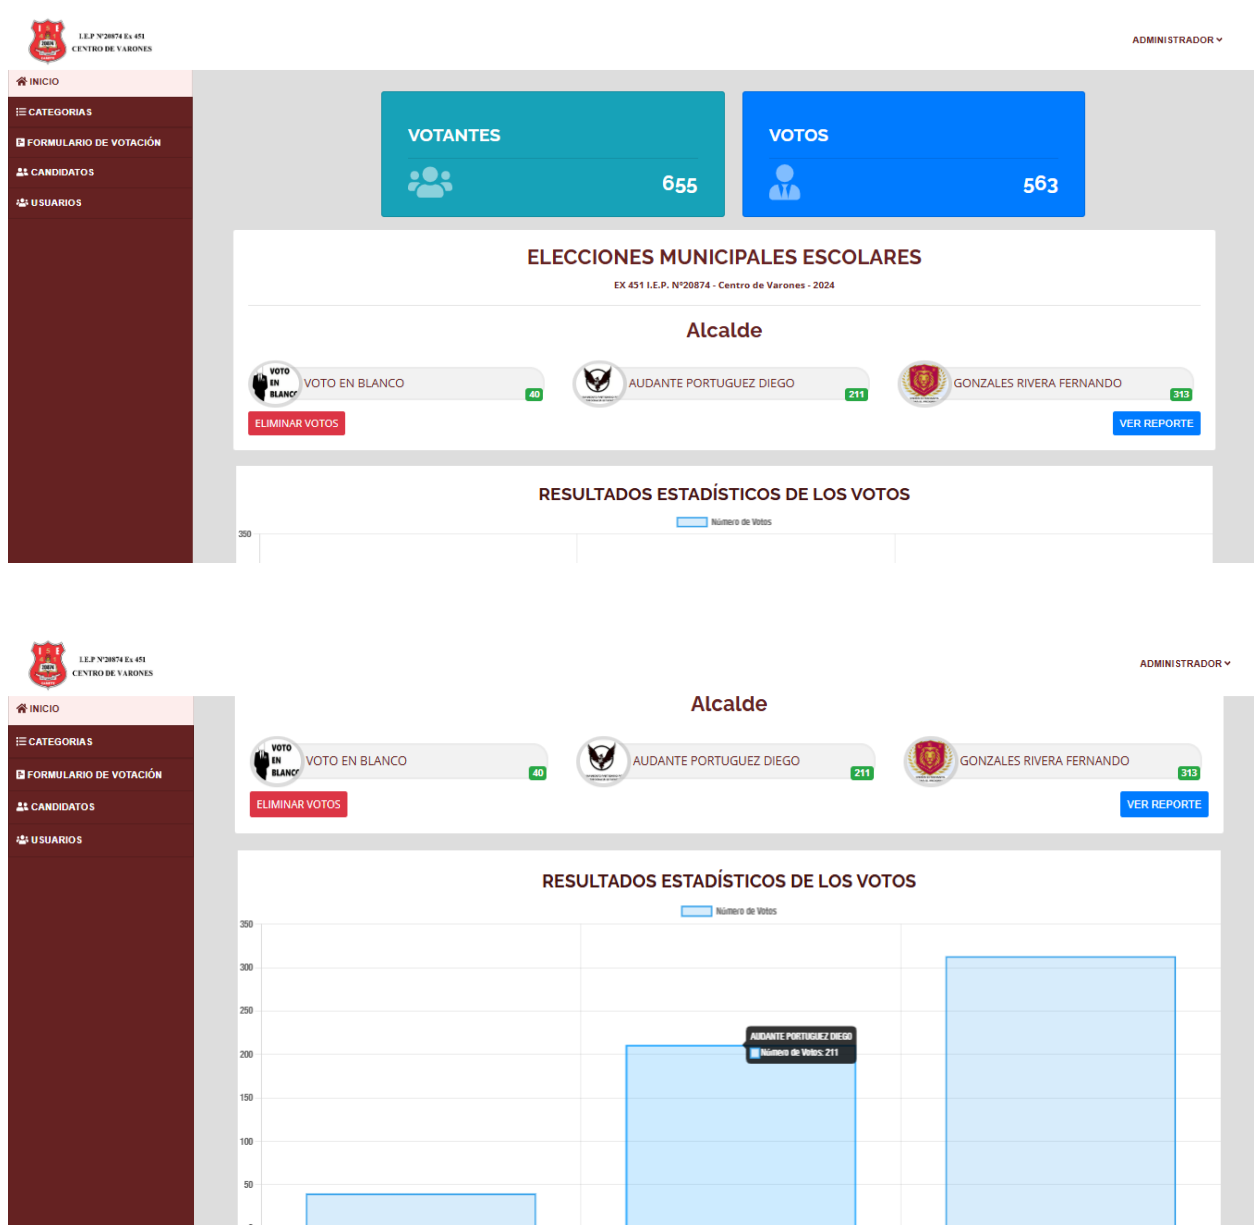 I.E.P Nº20874 Ex 451
CENTRO DE VARONES
ADMINISTRADOR
INICIO
CATEGORIAS
FORMULARIO DE VOTACIÓN
CANDIDATOS
USUARIOS
VOTANTES
655
VOTOS
563
ELECCIONES MUNICIPALES ESCOLARES
EX 451 I.E.P. Nº20874 - Centro de Varones - 2024
Alcalde
VOTO EN BLANCO
VOTO EN BLANCO
40
AUDANTE PORTUGUEZ DIEGO
211
GONZALES RIVERA FERNANDO
313
ELIMINAR VOTOS
VER REPORTE
RESULTADOS ESTADÍSTICOS DE LOS VOTOS
Número de Votos
350
I.E.P Nº20874 Ex 451
CENTRO DE VARONES
ADMINISTRADOR
INICIO
CATEGORIAS
FORMULARIO DE VOTACIÓN
CANDIDATOS
USUARIOS
Alcalde
VOTO EN BLANCO
VOTO EN BLANCO
40
AUDANTE PORTUGUEZ DIEGO
211
GONZALES RIVERA FERNANDO
313
ELIMINAR VOTOS
VER REPORTE
RESULTADOS ESTADÍSTICOS DE LOS VOTOS
Número de Votos
350
300
250
200
150
100
50
AUDANTE PORTUGUEZ DIEGO
Número de Votos: 211